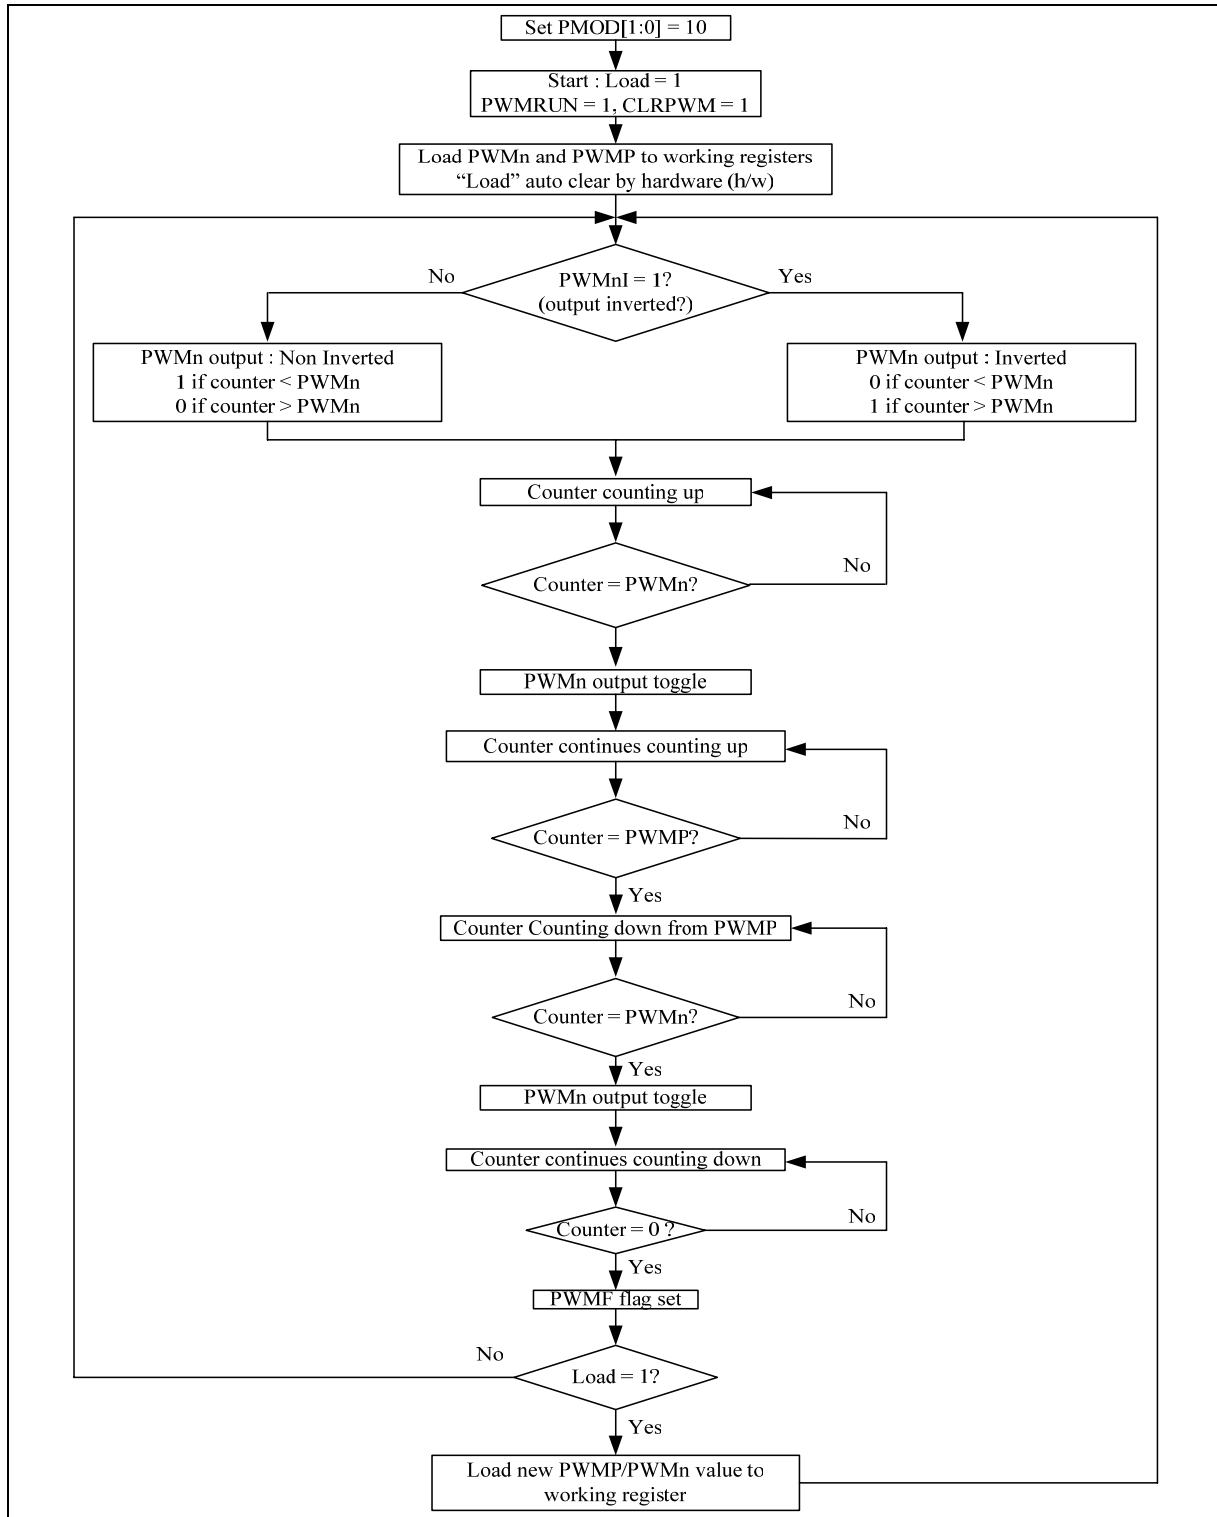 Set PMOD[1:0] = 10
Start : Load = 1
PWMRUN = 1, CLRPWM = 1
Load PWMn and PWMP to working registers
“Load” auto clear by hardware (h/w)
No
PWMnI = 1?
(output inverted?)
Yes
PWMn output : Non Inverted
1 if counter < PWMn
0 if counter > PWMn
PWMn output : Inverted
0 if counter < PWMn
1 if counter > PWMn
Counter counting up
Counter = PWMn?
No
PWMn output toggle
Counter continues counting up
Counter = PWMP?
No
Yes
Counter Counting down from PWMP
Counter = PWMn?
No
Yes
PWMn output toggle
Counter continues counting down
Counter = 0 ?
No
Yes
PWMF flag set
No
Load = 1?
Yes
Load new PWMP/PWMn value to
working register